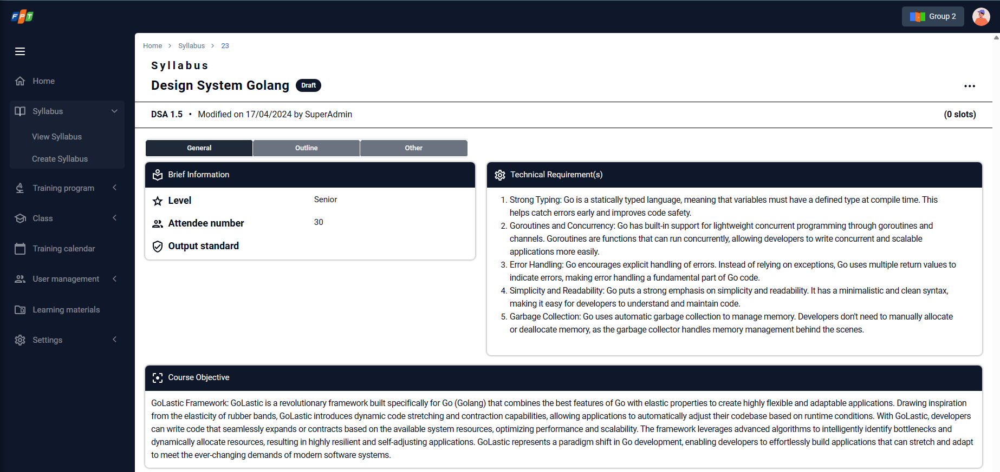 FPT
Group 2
Home
Syllabus
View Syllabus
Create Syllabus
Training program
Class
Training calendar
User management
Learning materials
Settings
Home > Syllabus > 23
Syllabus
Design System Golang Draft
DSA 1.5 • Modified on 17/04/2024 by SuperAdmin (0 slots)
General Outline Other
Brief Information
Level Senior
Attendee number 30
Output standard
Technical Requirement(s)
1. Strong Typing: Go is a statically typed language, meaning that variables must have a defined type at compile time. This
helps catch errors early and improves code safety.
2. Goroutines and Concurrency: Go has built-in support for lightweight concurrent programming through goroutines and
channels. Goroutines are functions that can run concurrently, allowing developers to write concurrent and scalable
applications more easily.
3. Error Handling: Go encourages explicit handling of errors. Instead of relying on exceptions, Go uses multiple return values to
indicate errors, making error handling a fundamental part of Go code.
4. Simplicity and Readability: Go puts a strong emphasis on simplicity and readability. It has a minimalistic and clean syntax,
making it easy for developers to understand and maintain code.
5. Garbage Collection: Go uses automatic garbage collection to manage memory. Developers don't need to manually allocate
or deallocate memory, as the garbage collector handles memory management behind the scenes.
Course Objective
GoLastic Framework: GoLastic is a revolutionary framework built specifically for Go (Golang) that combines the best features of Go with elastic properties to create highly flexible and adaptable applications. Drawing inspiration
from the elasticity of rubber bands, GoLastic introduces dynamic code stretching and contraction capabilities, allowing applications to automatically adjust their codebase based on runtime conditions. With GoLastic, developers
can write code that seamlessly expands or contracts based on the available system resources, optimizing performance and scalability. The framework leverages advanced algorithms to intelligently identify bottlenecks and
dynamically allocate resources, resulting in highly resilient and self-adjusting applications. GoLastic represents a paradigm shift in Go development, enabling developers to effortlessly build applications that can stretch and adapt
to meet the ever-changing demands of modern software systems.